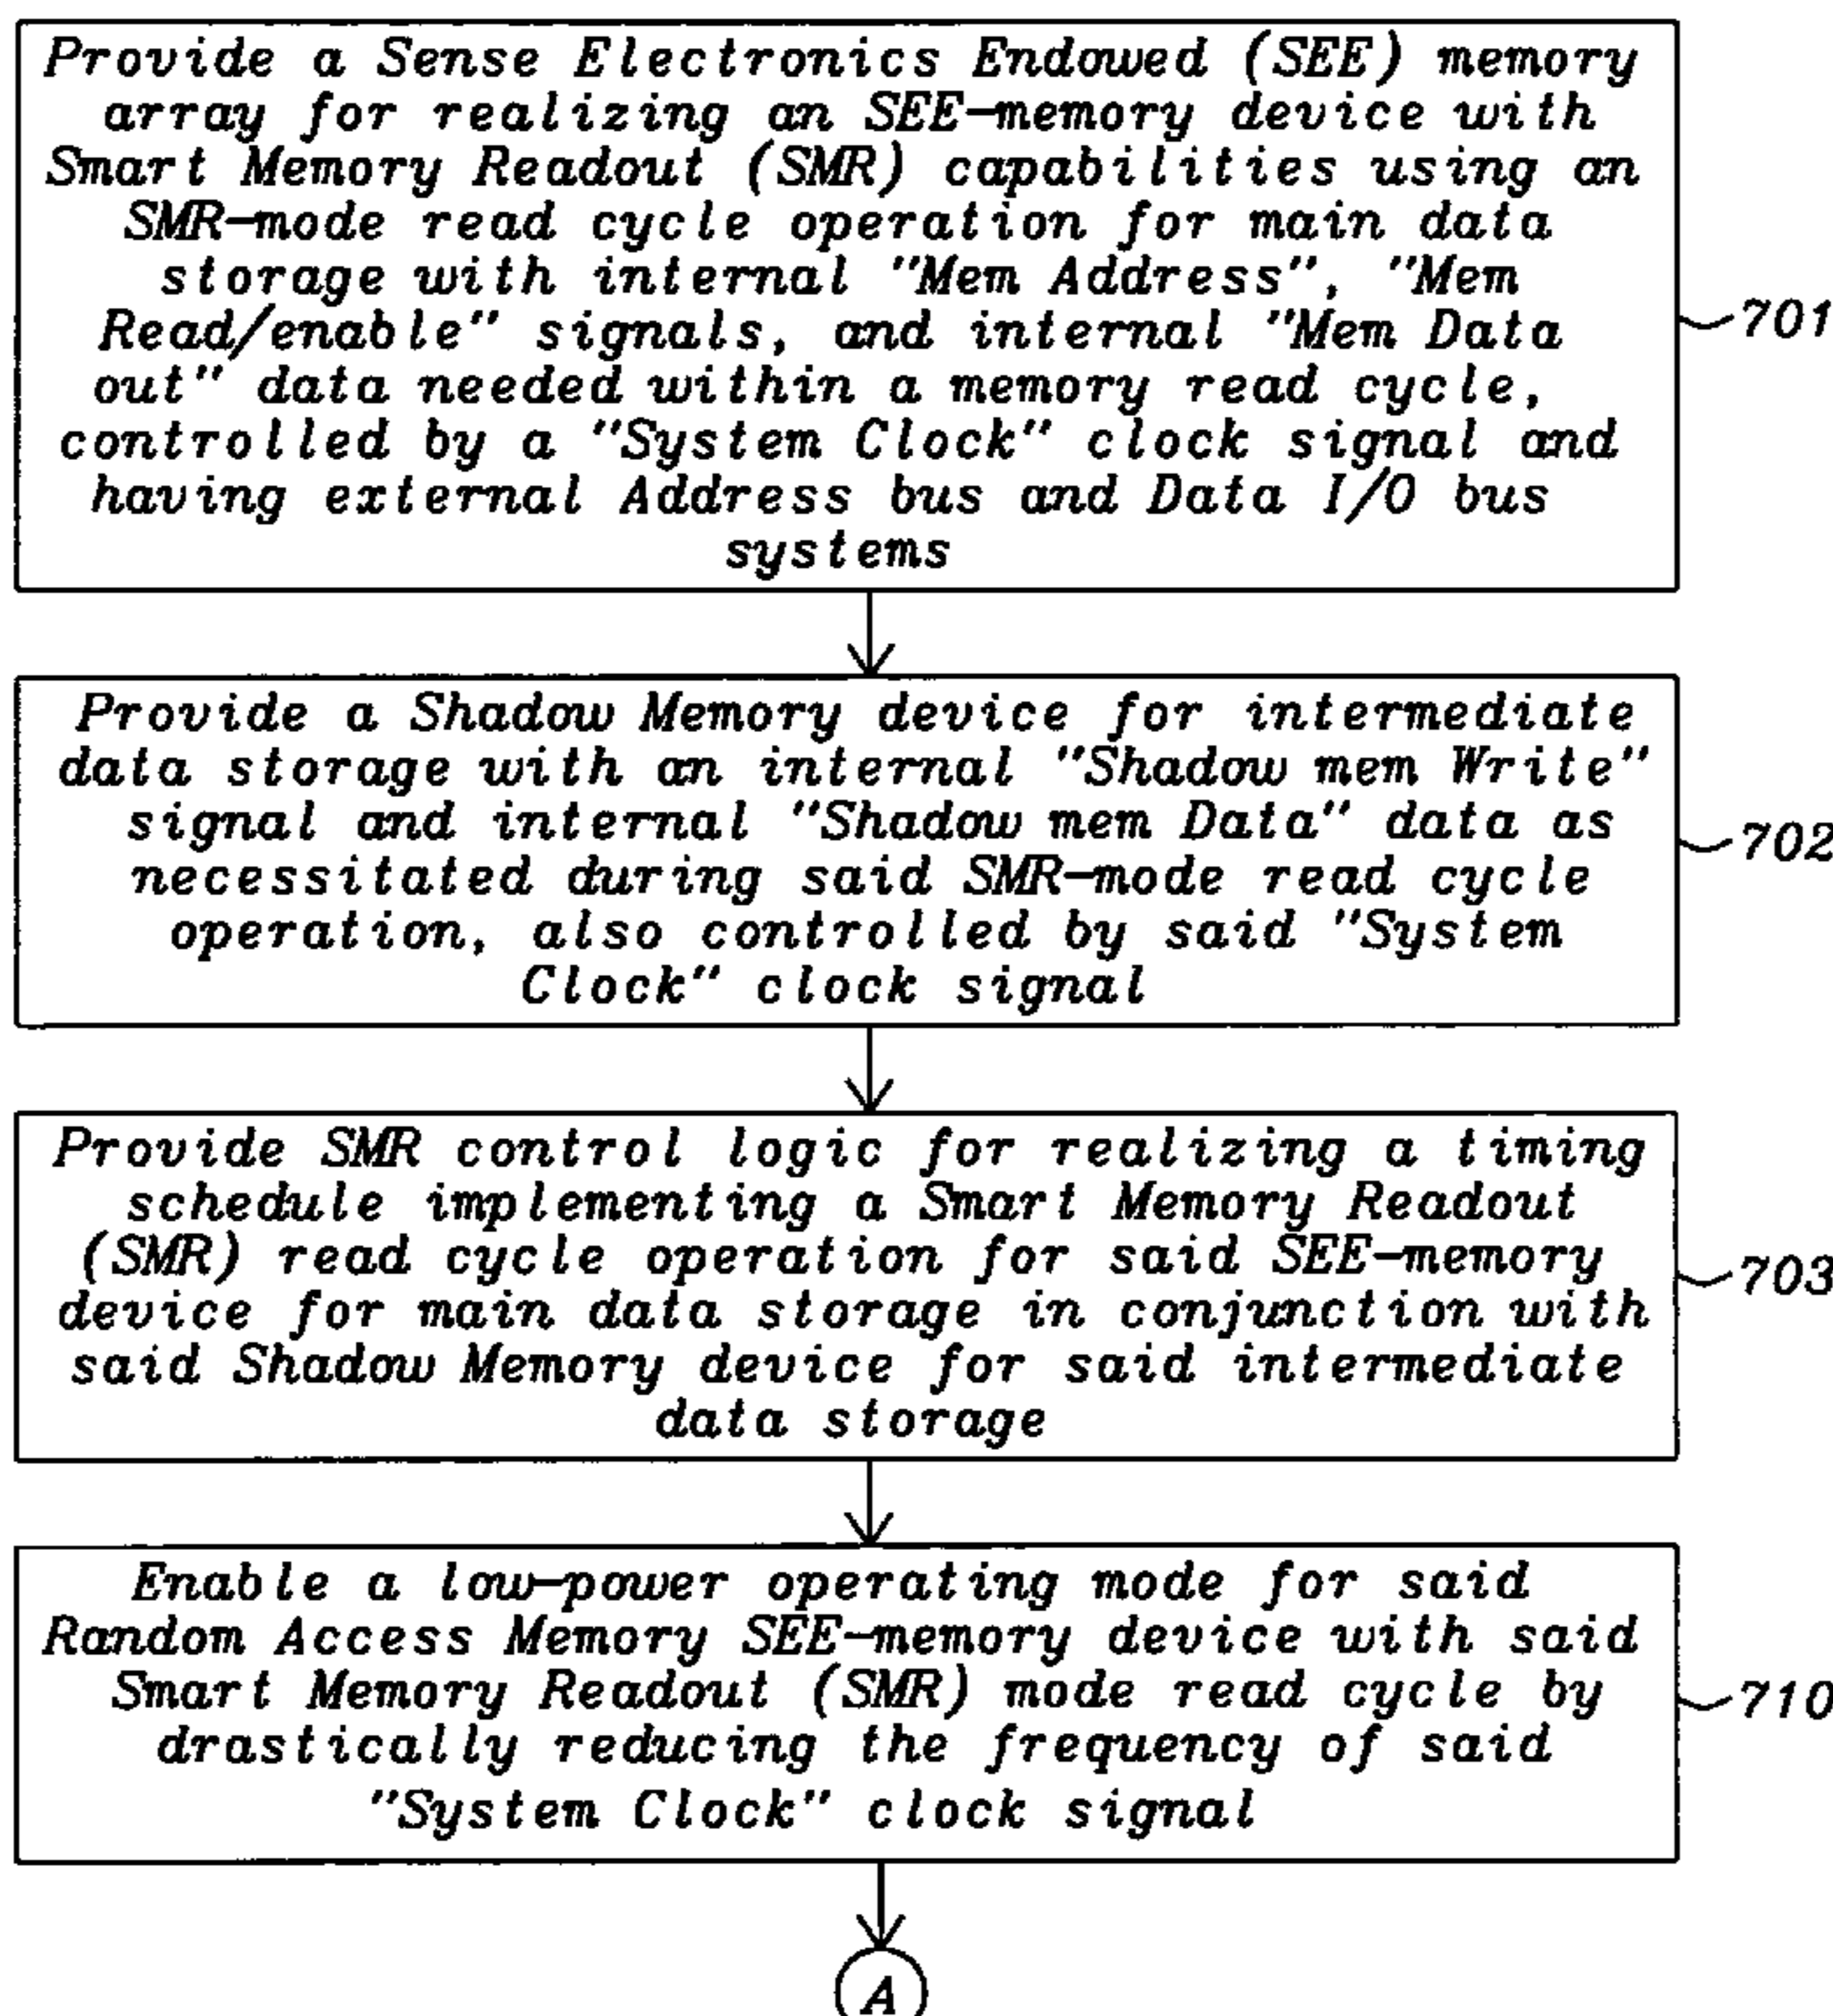 Provide a Sense Electronics Endowed (SEE) memory
array for realizing an SEE-memory device with
Smart Memory Readout (SMR) capabilities using an
SMR-mode read cycle operation for main data
storage with internal "Mem Address", "Mem
Read/enable" signals, and internal "Mem Data
out" data needed within a memory read cycle,
controlled by a "System Clock" clock signal and
having external Address bus and Data I/O bus
systems
701
Provide a Shadow Memory device for intermediate
data storage with an internal "Shadow mem Write"
signal and internal "Shadow mem Data" data as
necessitated during said SMR-mode read cycle
operation, also controlled by said "System
Clock" clock signal
702
Provide SMR control logic for realizing a timing
schedule implementing a Smart Memory Readout
(SMR) read cycle operation for said SEE-memory
device for main data storage in conjunction with
said Shadow Memory device for said intermediate
data storage
703
Enable a low-power operating mode for said
Random Access Memory SEE-memory device with said
Smart Memory Readout (SMR) mode read cycle by
drastically reducing the frequency of said
"System Clock" clock signal
710
A